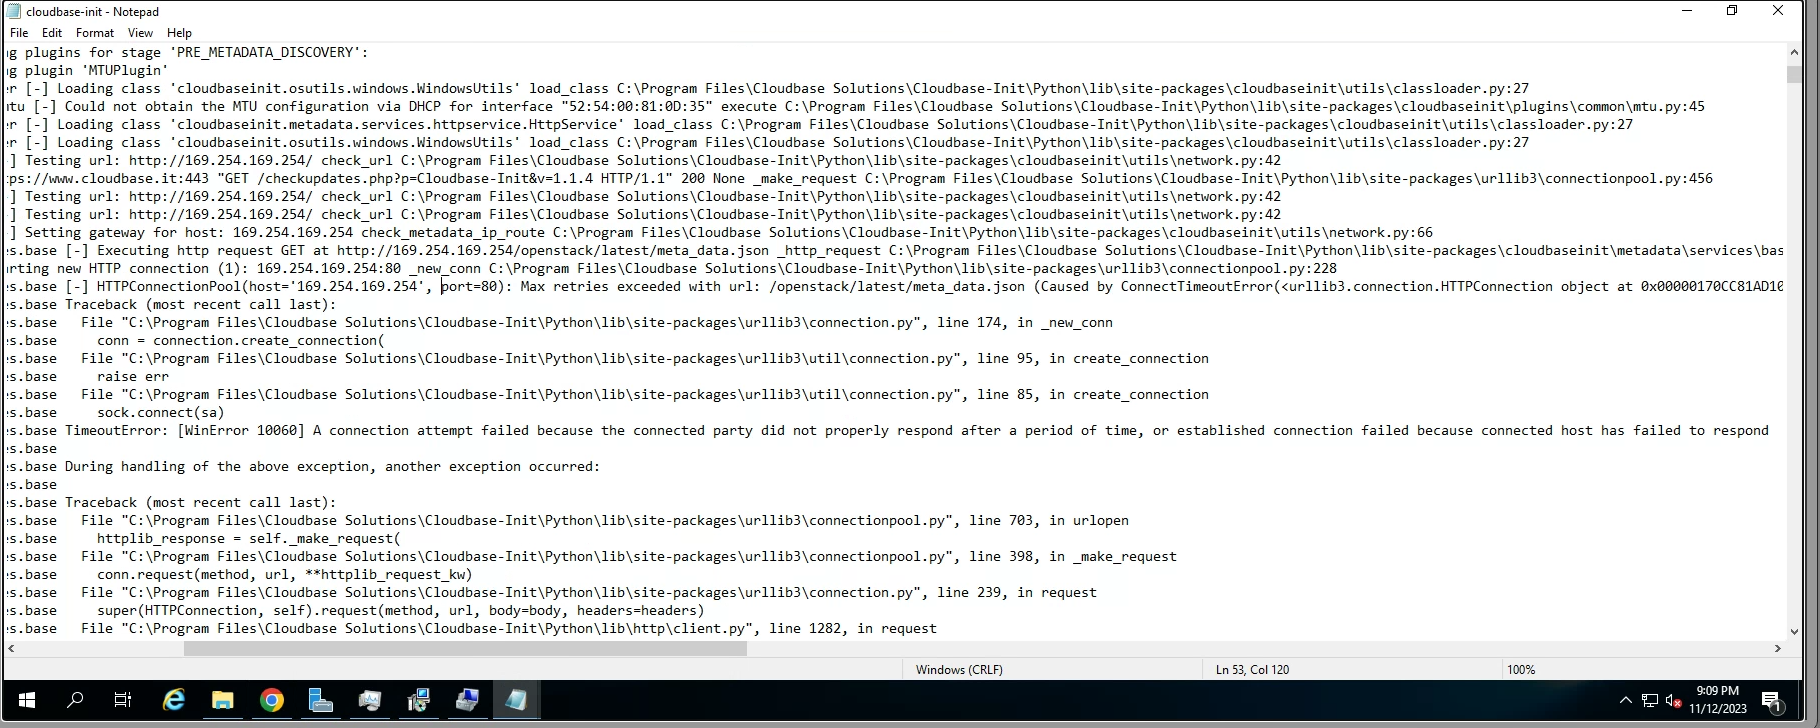 cloudbase-init - Notepad
File Edit Format View Help
ng plugins for stage 'PRE_METADATA_DISCOVERY':
ng plugin 'MTUPlugin'
er [-] Loading class 'cloudbaseinit.osutils.windows.WindowsUtils' load_class C:\Program Files\Cloudbase Solutions\Cloudbase-Init\Python\lib\site-packages\cloudbaseinit\utils\classloader.py:27
mtu [-] Could not obtain the MTU configuration via DHCP for interface "52:54:00:81:0D:35" execute C:\Program Files\Cloudbase Solutions\Cloudbase-Init\Python\lib\site-packages\cloudbaseinit\plugins\common\mtu.py:45
er [-] Loading class 'cloudbaseinit.metadata.services.httpservice.HttpService' load_class C:\Program Files\Cloudbase Solutions\Cloudbase-Init\Python\lib\site-packages\cloudbaseinit\utils\classloader.py:27
er [-] Loading class 'cloudbaseinit.osutils.windows.WindowsUtils' load_class C:\Program Files\Cloudbase Solutions\Cloudbase-Init\Python\lib\site-packages\cloudbaseinit\utils\classloader.py:27
] Testing url: http://169.254.169.254/ check_url C:\Program Files\Cloudbase Solutions\Cloudbase-Init\Python\lib\site-packages\cloudbaseinit\utils\network.py:42
ps://www.cloudbase.it:443 "GET /checkupdates.php?p=Cloudbase-Init&v=1.1.4 HTTP/1.1" 200 None _make_request C:\Program Files\Cloudbase Solutions\Cloudbase-Init\Python\lib\site-packages\urllib3\connectionpool.py:456
] Testing url: http://169.254.169.254/ check_url C:\Program Files\Cloudbase Solutions\Cloudbase-Init\Python\lib\site-packages\cloudbaseinit\utils\network.py:42
] Testing url: http://169.254.169.254/ check_url C:\Program Files\Cloudbase Solutions\Cloudbase-Init\Python\lib\site-packages\cloudbaseinit\utils\network.py:42
] Setting gateway for host: 169.254.169.254 check_metadata_ip_route C:\Program Files\Cloudbase Solutions\Cloudbase-Init\Python\lib\site-packages\cloudbaseinit\utils\network.py:66
es.base [-] Executing http request GET at http://169.254.169.254/openstack/latest/meta_data.json _http_request C:\Program Files\Cloudbase Solutions\Cloudbase-Init\Python\lib\site-packages\cloudbaseinit\metadata\services\bas
arting new HTTP connection (1): 169.254.169.254:80 _new_conn C:\Program Files\Cloudbase Solutions\Cloudbase-Init\Python\lib\site-packages\urllib3\connectionpool.py:228
es.base [-] HTTPConnectionPool(host='169.254.169.254', port=80): Max retries exceeded with url: /openstack/latest/meta_data.json (Caused by ConnectTimeoutError(<urllib3.connection.HTTPConnection object at 0x00000170CC81AD10
es.base Traceback (most recent call last):
es.base   File "C:\Program Files\Cloudbase Solutions\Cloudbase-Init\Python\lib\site-packages\urllib3\connection.py", line 174, in _new_conn
es.base     conn = connection.create_connection(
es.base   File "C:\Program Files\Cloudbase Solutions\Cloudbase-Init\Python\lib\site-packages\urllib3\util\connection.py", line 95, in create_connection
es.base     raise err
es.base   File "C:\Program Files\Cloudbase Solutions\Cloudbase-Init\Python\lib\site-packages\urllib3\util\connection.py", line 85, in create_connection
es.base     sock.connect(sa)
es.base TimeoutError: [WinError 10060] A connection attempt failed because the connected party did not properly respond after a period of time, or established connection failed because connected host has failed to respond
es.base
es.base During handling of the above exception, another exception occurred:
es.base
es.base Traceback (most recent call last):
es.base   File "C:\Program Files\Cloudbase Solutions\Cloudbase-Init\Python\lib\site-packages\urllib3\connectionpool.py", line 703, in urlopen
es.base     httplib_response = self._make_request(
es.base   File "C:\Program Files\Cloudbase Solutions\Cloudbase-Init\Python\lib\site-packages\urllib3\connectionpool.py", line 398, in _make_request
es.base     conn.request(method, url, **httplib_request_kw)
es.base   File "C:\Program Files\Cloudbase Solutions\Cloudbase-Init\Python\lib\site-packages\urllib3\connection.py", line 239, in request
es.base     super(HTTPConnection, self).request(method, url, body=body, headers=headers)
es.base   File "C:\Program Files\Cloudbase Solutions\Cloudbase-Init\Python\lib\http\client.py", line 1282, in request
Windows (CRLF) Ln 53, Col 120 100%
9:09 PM
11/12/2023
1